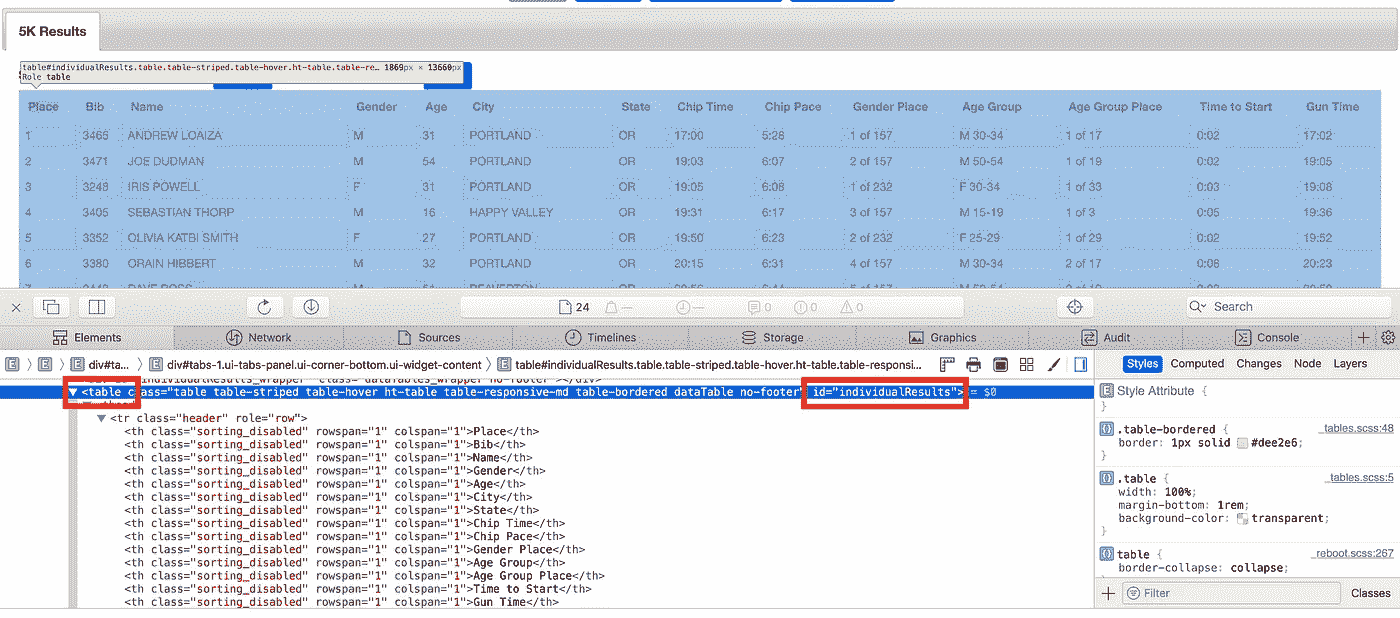 5K Results
table#individualResults.table.table-striped.table-hover.ht-table.table-re… 1869px × 13660px
Role table
Place Bib Name Gender Age City State Chip Time Chip Pace Gender Place Age Group Age Group Place Time to Start Gun Time
1 3466 ANDREW LOAIZA M 31 PORTLAND OR 17:00 5:28 1 of 157 M 30-34 1 of 17 0:02 17:02
2 3471 JOE DUDMAN M 54 PORTLAND OR 19:03 6:07 2 of 157 M 50-54 1 of 19 0:02 19:05
3 3248 IRIS POWELL F 31 PORTLAND OR 19:05 6:08 1 of 232 F 30-34 1 of 33 0:03 19:08
4 3405 SEBASTIAN THORP M 16 HAPPY VALLEY OR 19:31 6:17 3 of 157 M 15-19 1 of 3 0:05 19:36
5 3352 OLIVIA KATBI SMITH F 27 PORTLAND OR 19:50 6:23 2 of 232 F 25-29 1 of 29 0:02 19:52
6 3380 ORAIN HIBBERT M 32 PORTLAND OR 20:15 6:31 4 of 157 M 30-34 2 of 17 0:08 20:23
24 — — 0 0 0 Search
Elements Network Sources Timelines Storage Graphics Audit Console
div#ta… div#tabs-1.ui-tabs-panel.ui-corner-bottom.ui-widget-content table#individualResults.table.table-striped.table-hover.ht-table.table-responsi… Styles Computed Changes Node Layers
<table class="table table-striped table-hover ht-table table-responsive-md table-bordered dataTable no-footer" id="individualResults"> = $0
<tr class="header" role="row">
<th class="sorting_disabled" rowspan="1" colspan="1">Place</th>
<th class="sorting_disabled" rowspan="1" colspan="1">Bib</th>
<th class="sorting_disabled" rowspan="1" colspan="1">Name</th>
<th class="sorting_disabled" rowspan="1" colspan="1">Gender</th>
<th class="sorting_disabled" rowspan="1" colspan="1">Age</th>
<th class="sorting_disabled" rowspan="1" colspan="1">City</th>
<th class="sorting_disabled" rowspan="1" colspan="1">State</th>
<th class="sorting_disabled" rowspan="1" colspan="1">Chip Time</th>
<th class="sorting_disabled" rowspan="1" colspan="1">Chip Pace</th>
<th class="sorting_disabled" rowspan="1" colspan="1">Gender Place</th>
<th class="sorting_disabled" rowspan="1" colspan="1">Age Group</th>
<th class="sorting_disabled" rowspan="1" colspan="1">Age Group Place</th>
<th class="sorting_disabled" rowspan="1" colspan="1">Time to Start</th>
<th class="sorting_disabled" rowspan="1" colspan="1">Gun Time</th>
Style Attribute {
}
.table-bordered { _tables.scss:48
border: 1px solid #dee2e6;
}
.table { _tables.scss:5
width: 100%;
margin-bottom: 1rem;
background-color: transparent;
}
table { _reboot.scss:267
border-collapse: collapse;
Filter Classes